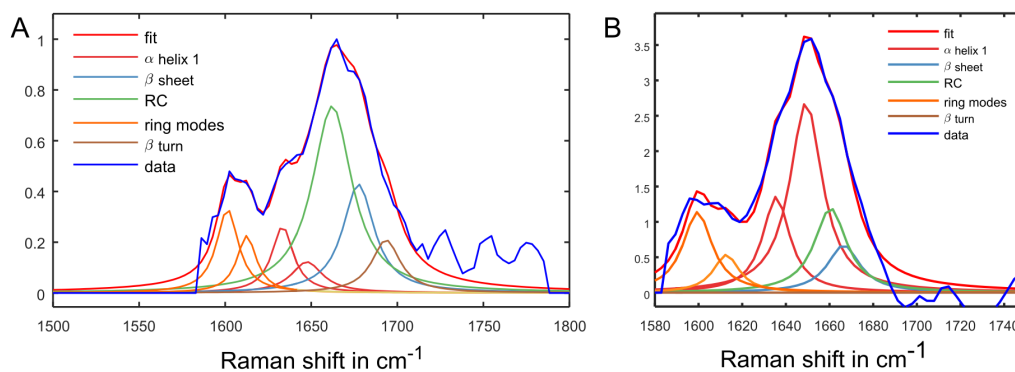 A
fit
α helix 1
β sheet
RC
ring modes
β turn
data
1
0.8
0.6
0.4
0.2
0
1500 1550 1600 1650 1700 1750 1800
Raman shift in cm-1
B
fit
α helix 1
β sheet
RC
ring modes
β turn
data
3.5
3
2.5
2
1.5
1
0.5
0
1580 1600 1620 1640 1660 1680 1700 1720 1740
Raman shift in cm-1